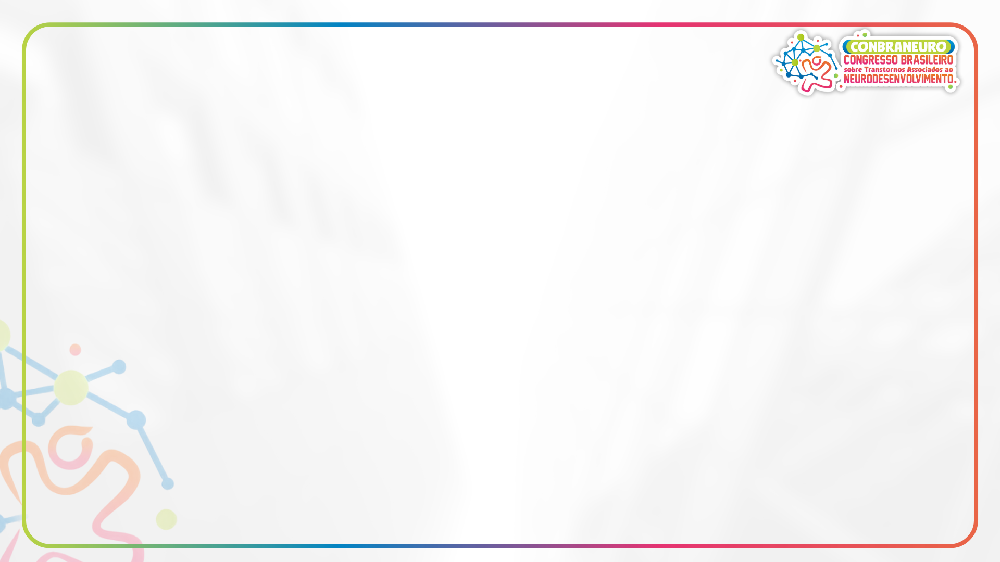 CONBRANEURO
CONGRESSO BRASILEIRO
sobre Transtornos Associados ao
NEURODESENVOLVIMENTO